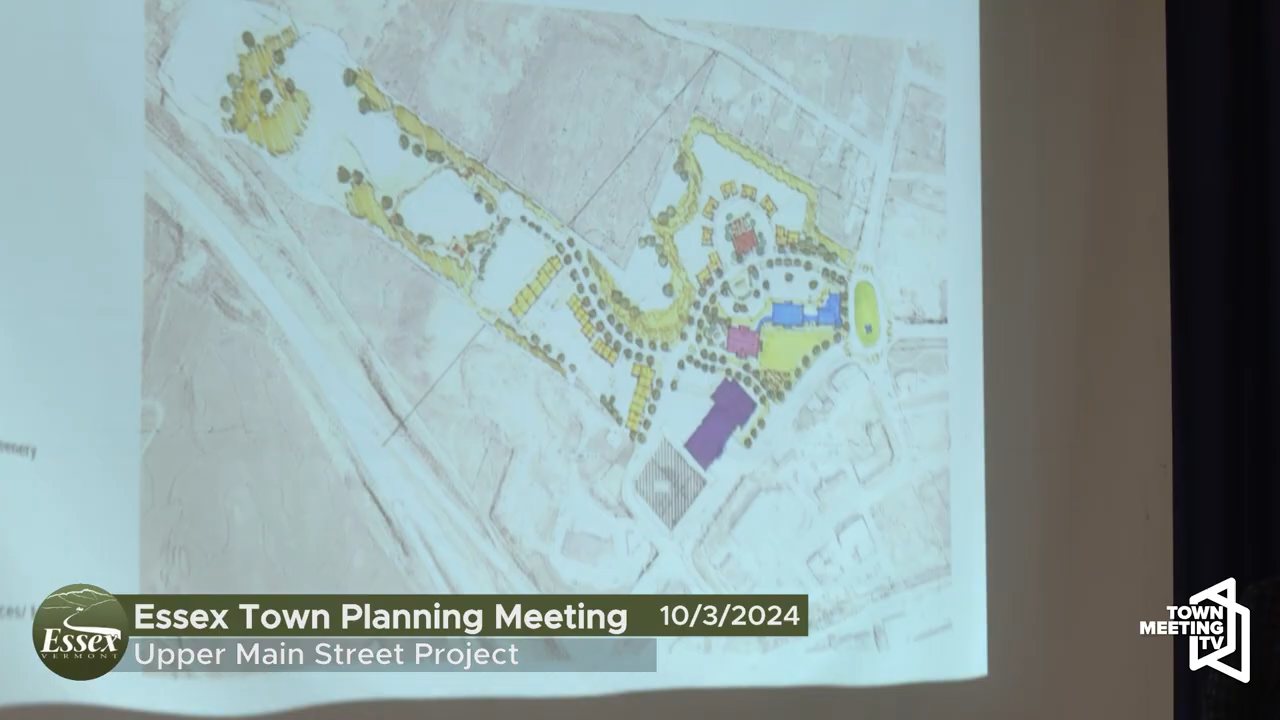 Essex Town Planning Meeting 10/3/2024
Upper Main Street Project
Essex
VERMONT
TOWN
MEETING
TV